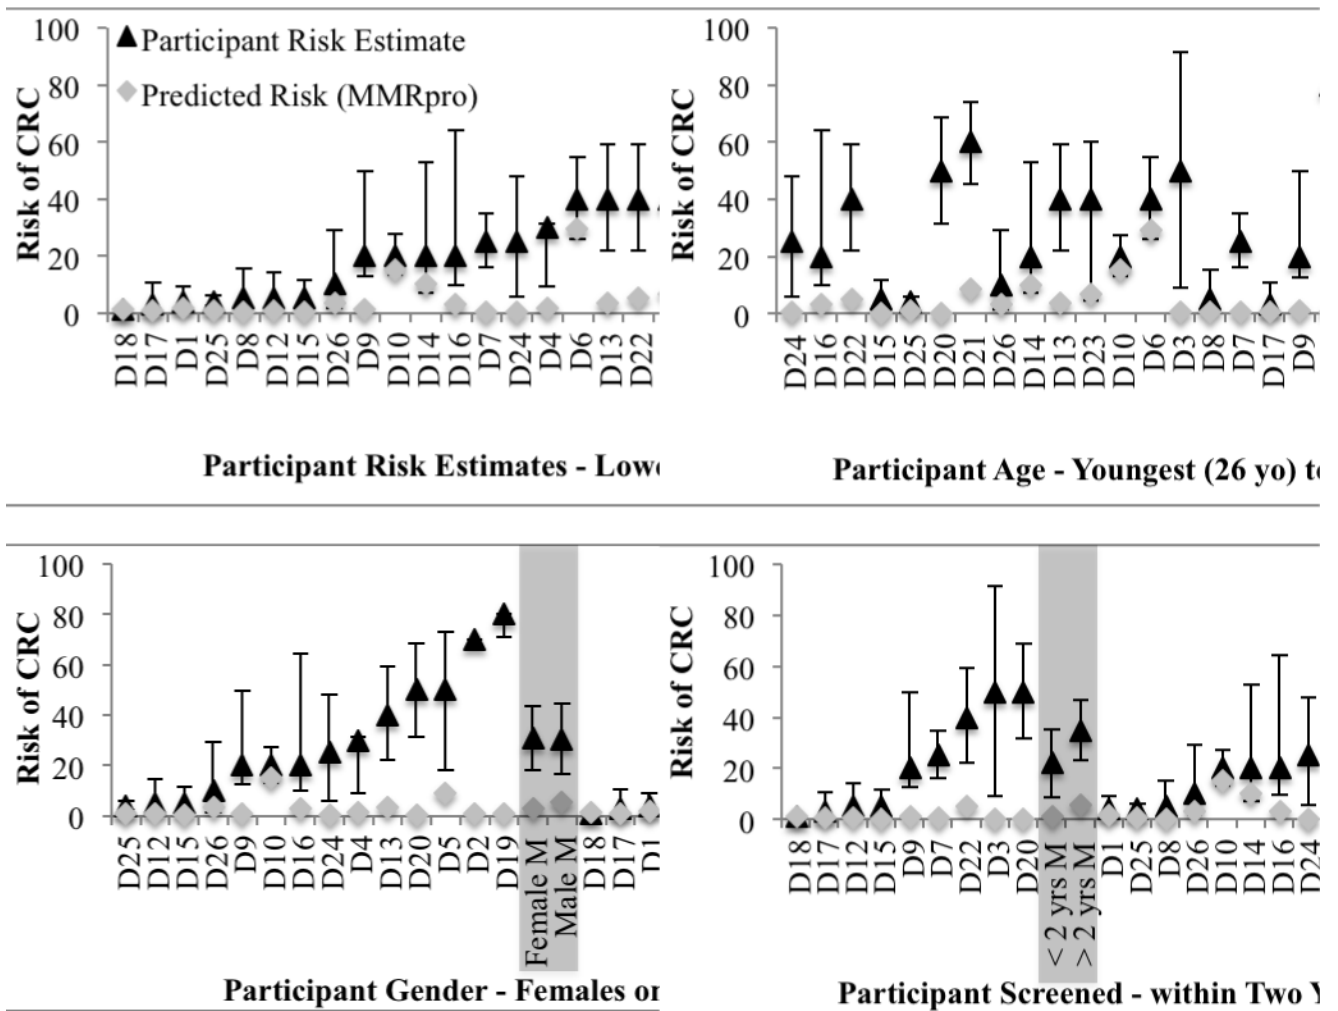 100
80
60
40
20
0
Risk of CRC
Participant Risk Estimate
Predicted Risk (MMRpro)
D18 D17 D1 D25 D8 D12 D15 D26 D9 D10 D14 D16 D7 D24 D4 D6 D13 D22
Participant Risk Estimates - Lowe
100
80
60
40
20
0
Risk of CRC
D24 D16 D22 D15 D25 D20 D21 D26 D14 D13 D23 D10 D6 D3 D8 D7 D17 D9
Participant Age - Youngest (26 yo) to
100
80
60
40
20
0
Risk of CRC
D25 D12 D15 D26 D9 D10 D16 D24 D4 D13 D20 D5 D2 D19 Female M Male M D18 D17 D1
Participant Gender - Females on
100
80
60
40
20
0
Risk of CRC
D18 D17 D12 D15 D9 D7 D22 D3 D20 < 2 yrs M > 2 yrs M D1 D25 D8 D26 D10 D14 D16 D24
Participant Screened - within Two Y